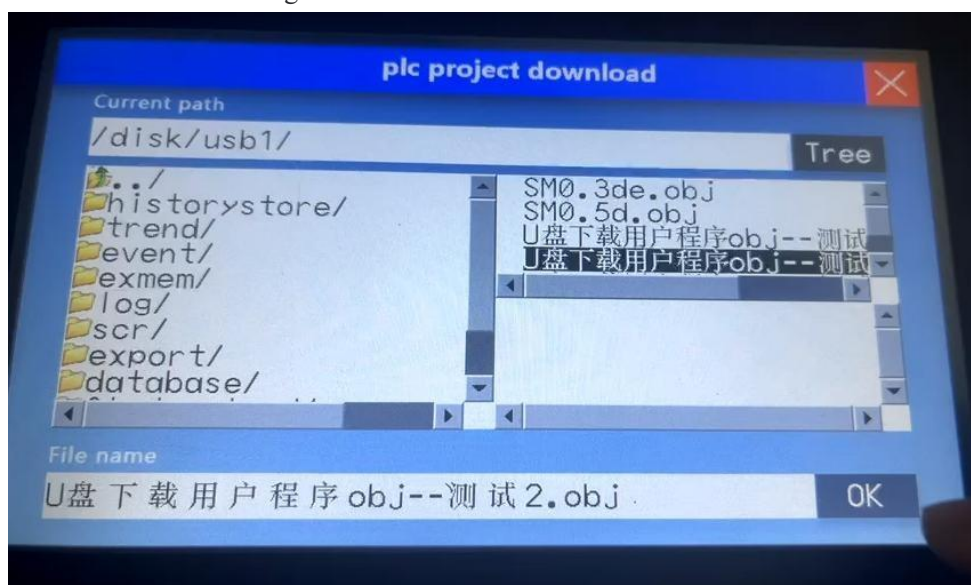 plc project download
Current path
/disk/usb1/
Tree
../
historystore/
trend/
event/
exmem/
log/
scr/
export/
database/
SM0.3de.obj
SM0.5d.obj
U盘下载用户程序obj--测试
U盘下载用户程序obj--测试
File name
U盘下载用户程序obj--测试2.obj
OK